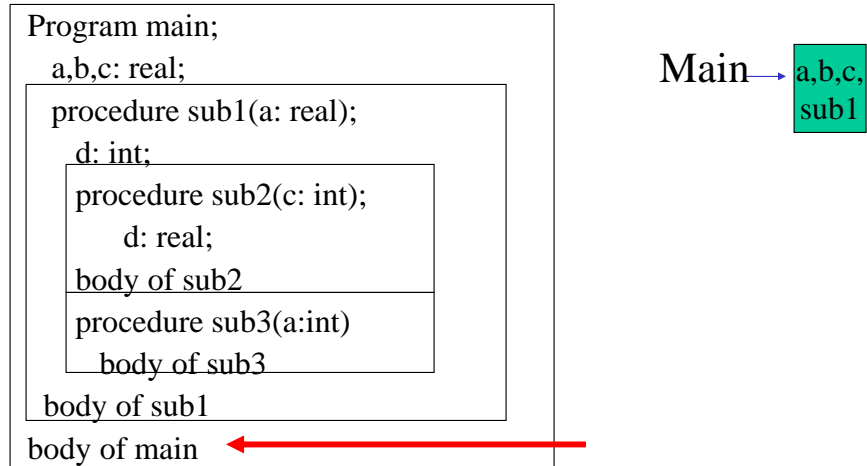 Program main;
a,b,c: real;
procedure sub1(a: real);
d: int;
procedure sub2(c: int);
d: real;
body of sub2
procedure sub3(a:int)
body of sub3
body of sub1
body of main
Main
a,b,c,
sub1